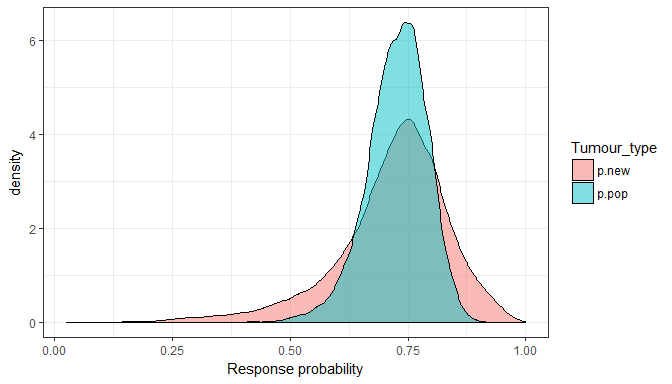 density
6
4
2
0
0.00 0.25 0.50 0.75 1.00
Response probability
Tumour_type
p.new
p.pop